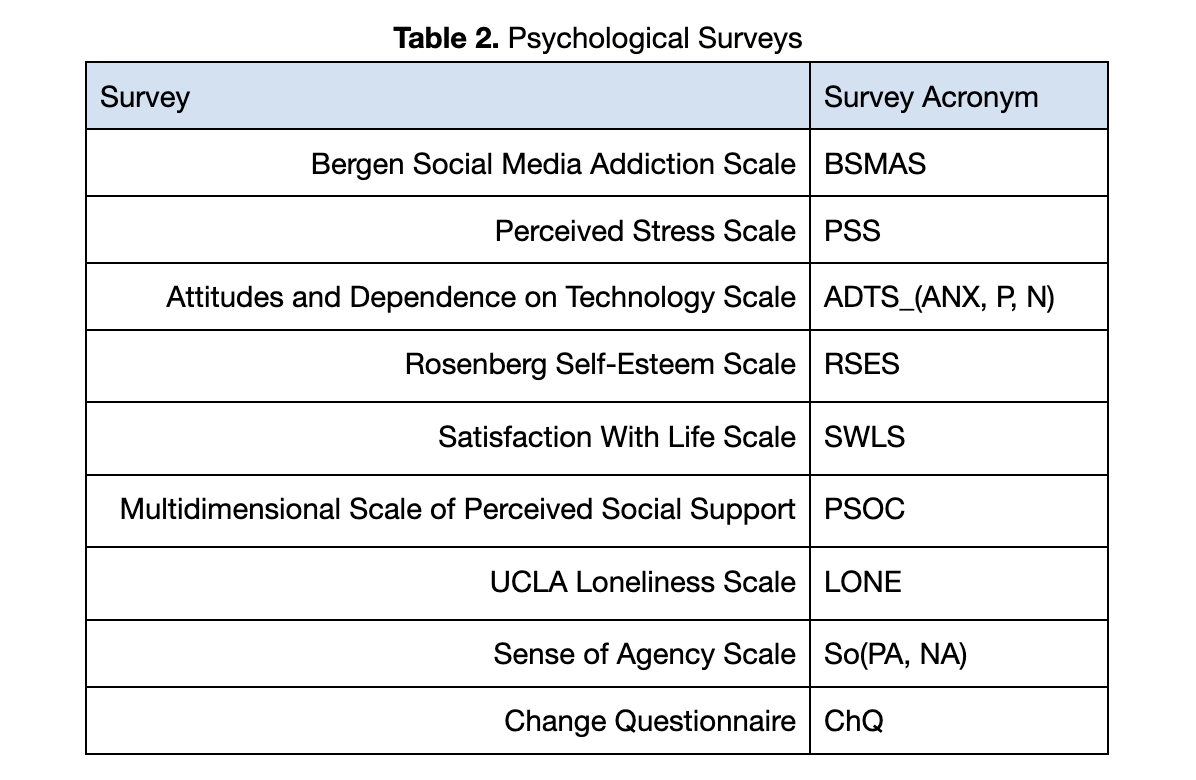 Table 2. Psychological Surveys
Survey Survey Acronym
Bergen Social Media Addiction Scale BSMAS
Perceived Stress Scale PSS
Attitudes and Dependence on Technology Scale ADTS_(ANX, P, N)
Rosenberg Self-Esteem Scale RSES
Satisfaction With Life Scale SWLS
Multidimensional Scale of Perceived Social Support PSOC
UCLA Loneliness Scale LONE
Sense of Agency Scale So(PA, NA)
Change Questionnaire ChQ